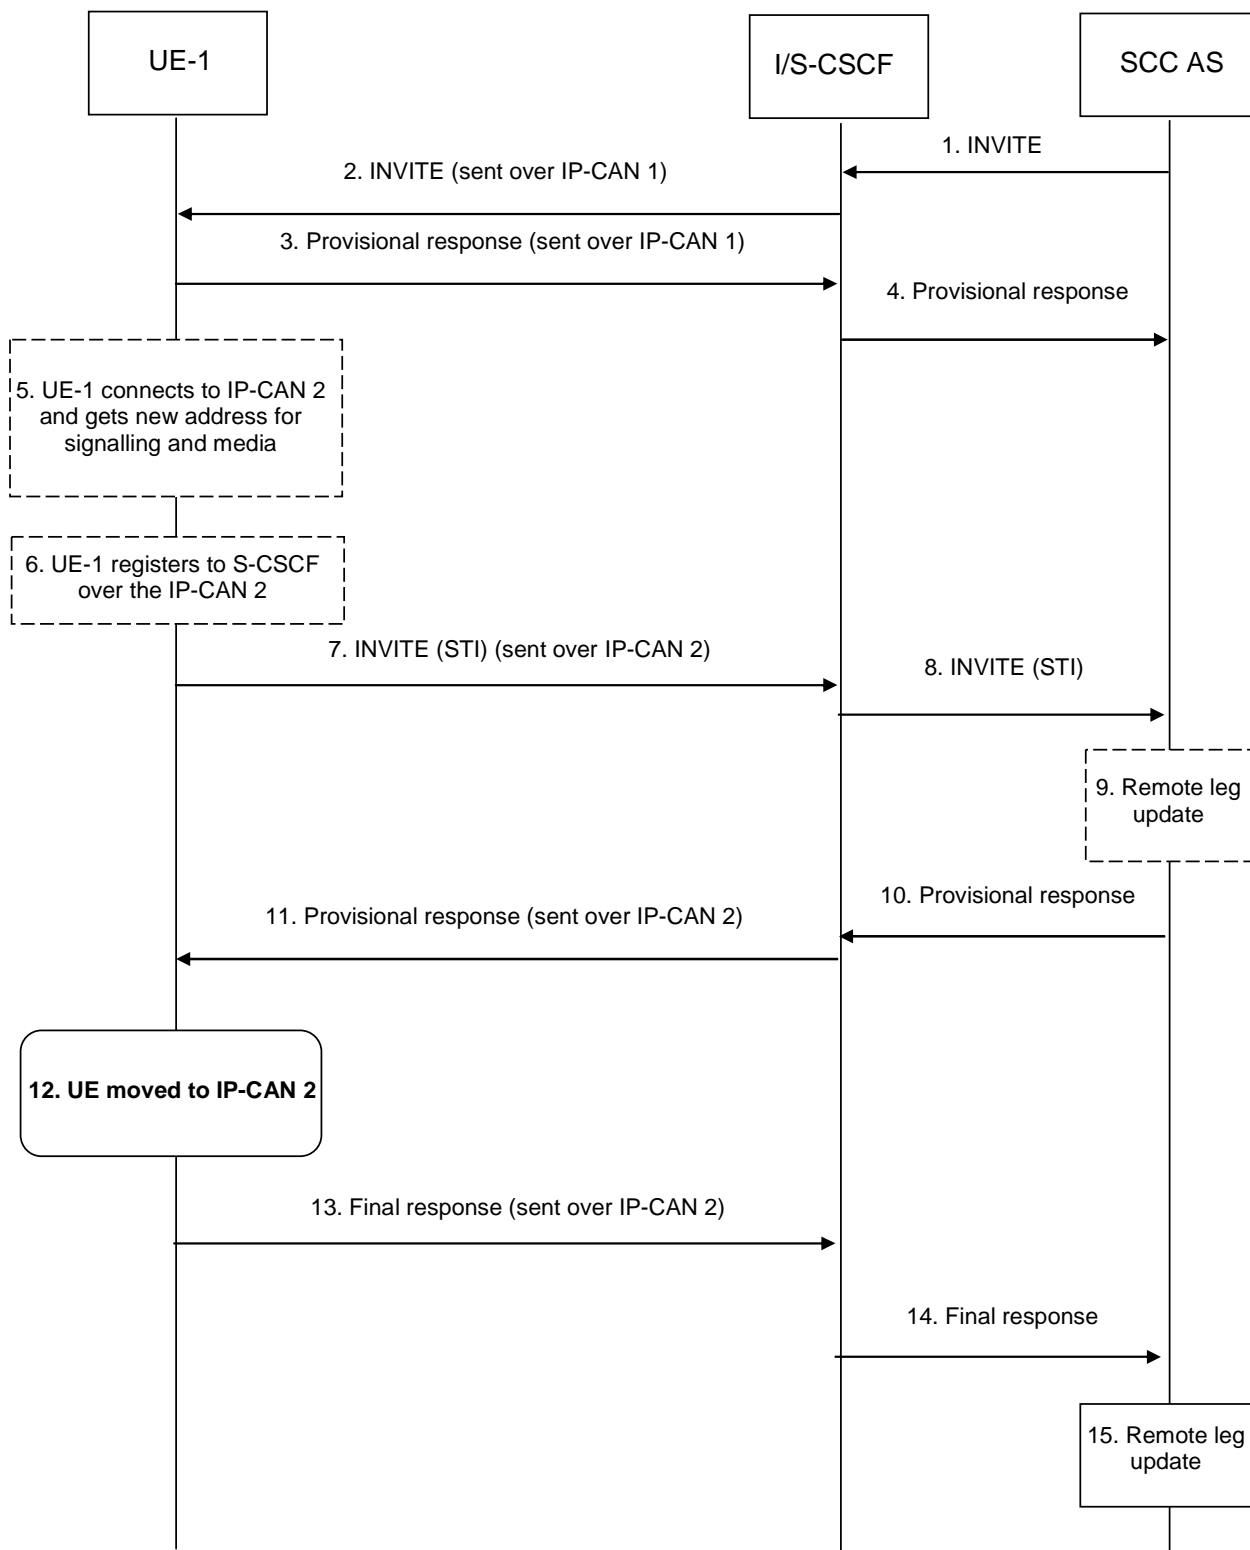 UE-1
I/S-CSCF
SCC AS
1. INVITE
2. INVITE (sent over IP-CAN 1)
3. Provisional response (sent over IP-CAN 1)
4. Provisional response
5. UE-1 connects to IP-CAN 2
and gets new address for
signalling and media
6. UE-1 registers to S-CSCF
over the IP-CAN 2
7. INVITE (STI) (sent over IP-CAN 2)
8. INVITE (STI)
9. Remote leg
update
10. Provisional response
11. Provisional response (sent over IP-CAN 2)
12. UE moved to IP-CAN 2
13. Final response (sent over IP-CAN 2)
14. Final response
15. Remote leg
update